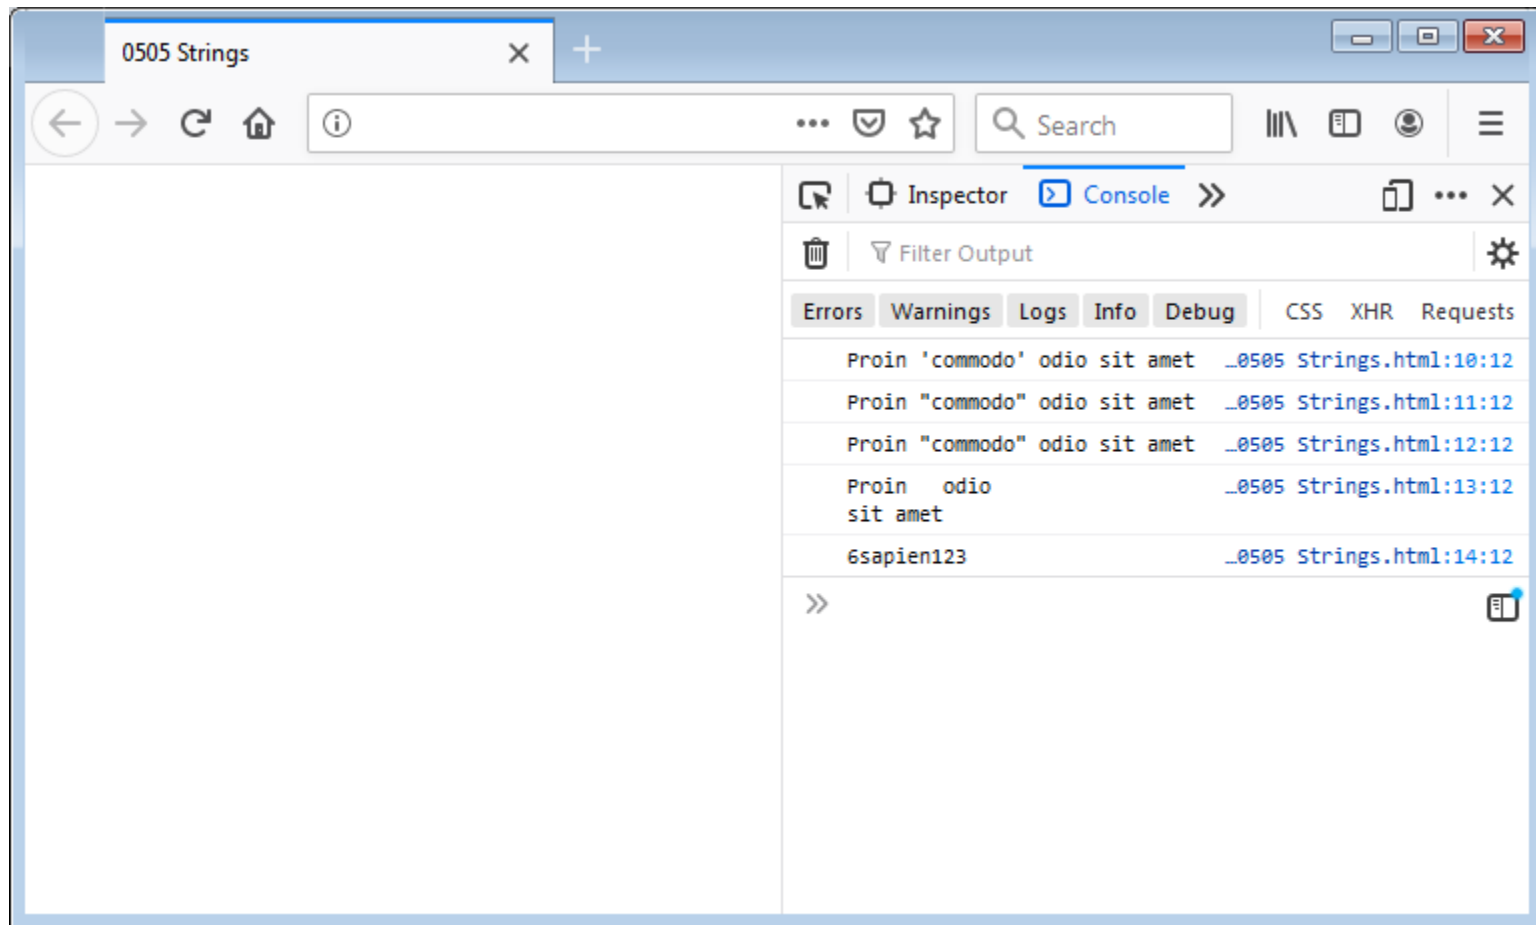 0505 Strings
Search
Inspector Console
Filter Output
Errors Warnings Logs Info Debug CSS XHR Requests
Proin 'commodo' odio sit amet …0505 Strings.html:10:12
Proin "commodo" odio sit amet …0505 Strings.html:11:12
Proin "commodo" odio sit amet …0505 Strings.html:12:12
Proin   odio …0505 Strings.html:13:12
sit amet
6sapien123 …0505 Strings.html:14:12